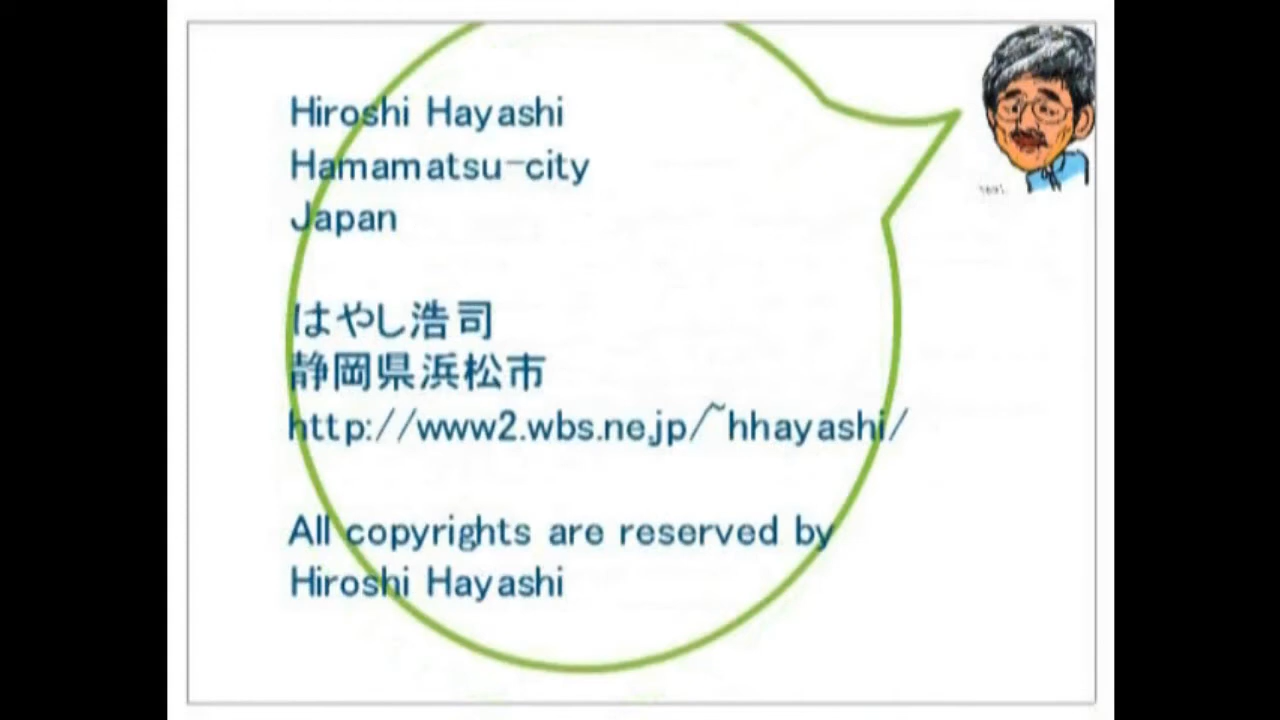 Hiroshi Hayashi
Hamamatsu-city
Japan
はやし浩司
静岡県浜松市
http://www2.wbs.ne.jp/~hhayashi/
All copyrights are reserved by
Hiroshi Hayashi